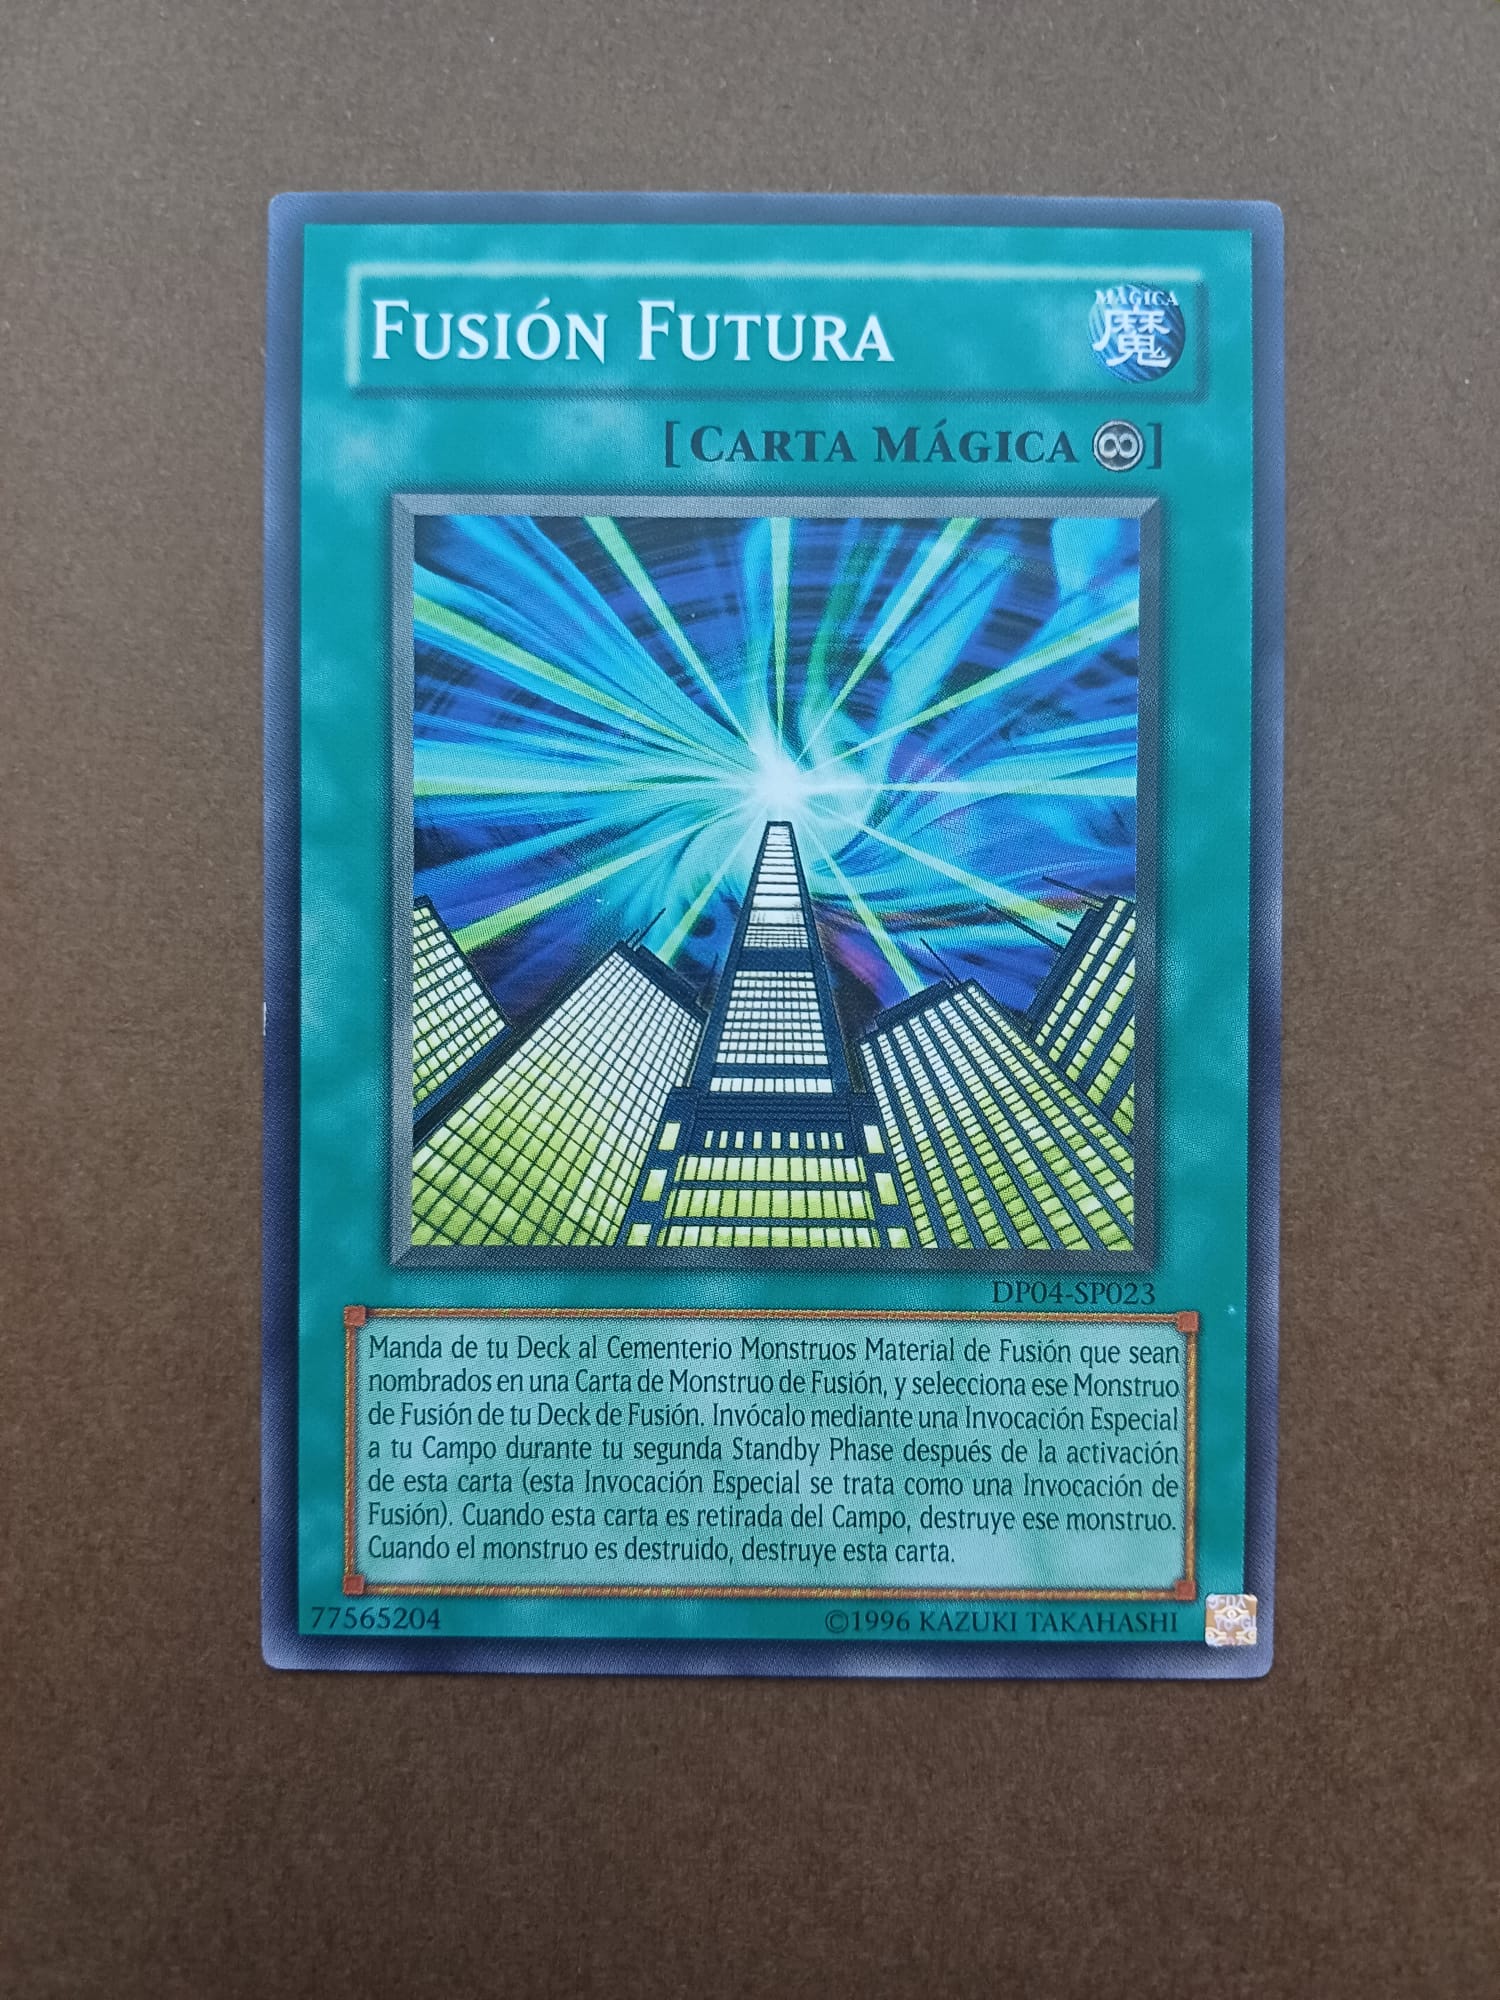 FUSIÓN FUTURA
MÁGICA
魔
[CARTA MÁGICA ∞]
DP04-SP023
Manda de tu Deck al Cementerio Monstruos Material de Fusión que sean
nombrados en una Carta de Monstruo de Fusión, y selecciona ese Monstruo
de Fusión de tu Deck de Fusión. Invócalo mediante una Invocación Especial
a tu Campo durante tu segunda Standby Phase después de la activación
de esta carta (esta Invocación Especial se trata como una Invocación de
Fusión). Cuando esta carta es retirada del Campo, destruye ese monstruo.
Cuando el monstruo es destruido, destruye esta carta.
77565204
©1996 KAZUKI TAKAHASHI